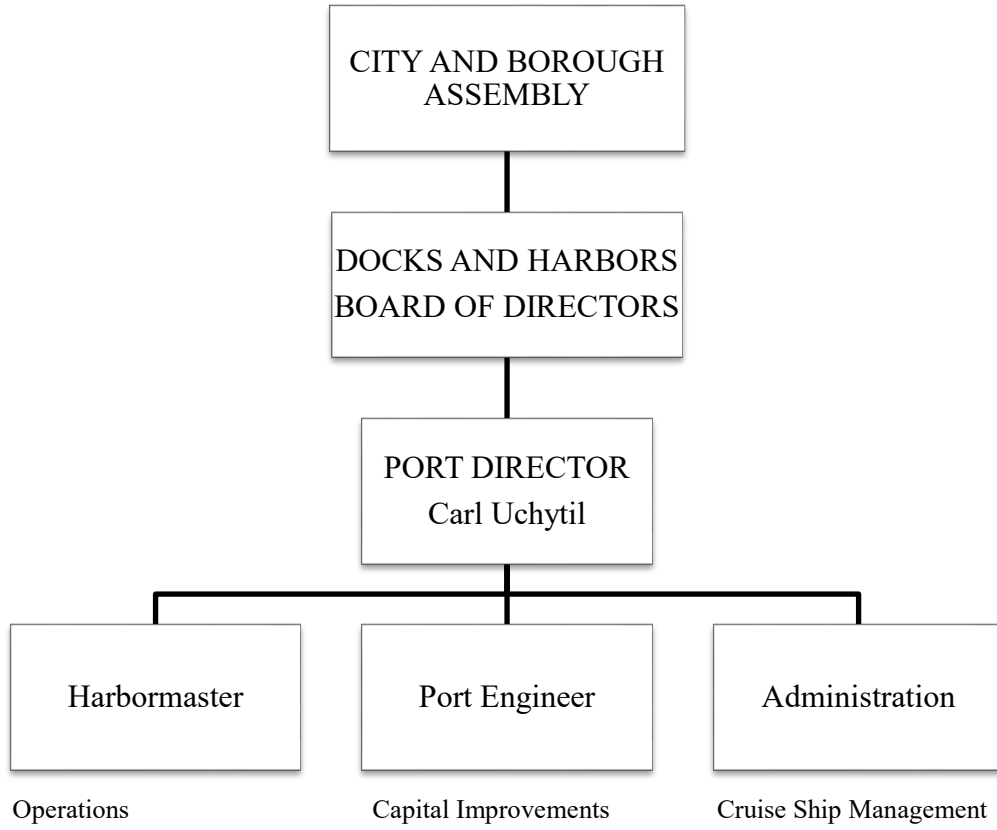 CITY AND BOROUGH
ASSEMBLY
DOCKS AND HARBORS
BOARD OF DIRECTORS
PORT DIRECTOR
Carl Uchytil
Harbormaster
Port Engineer
Administration
Operations
Capital Improvements
Cruise Ship Management